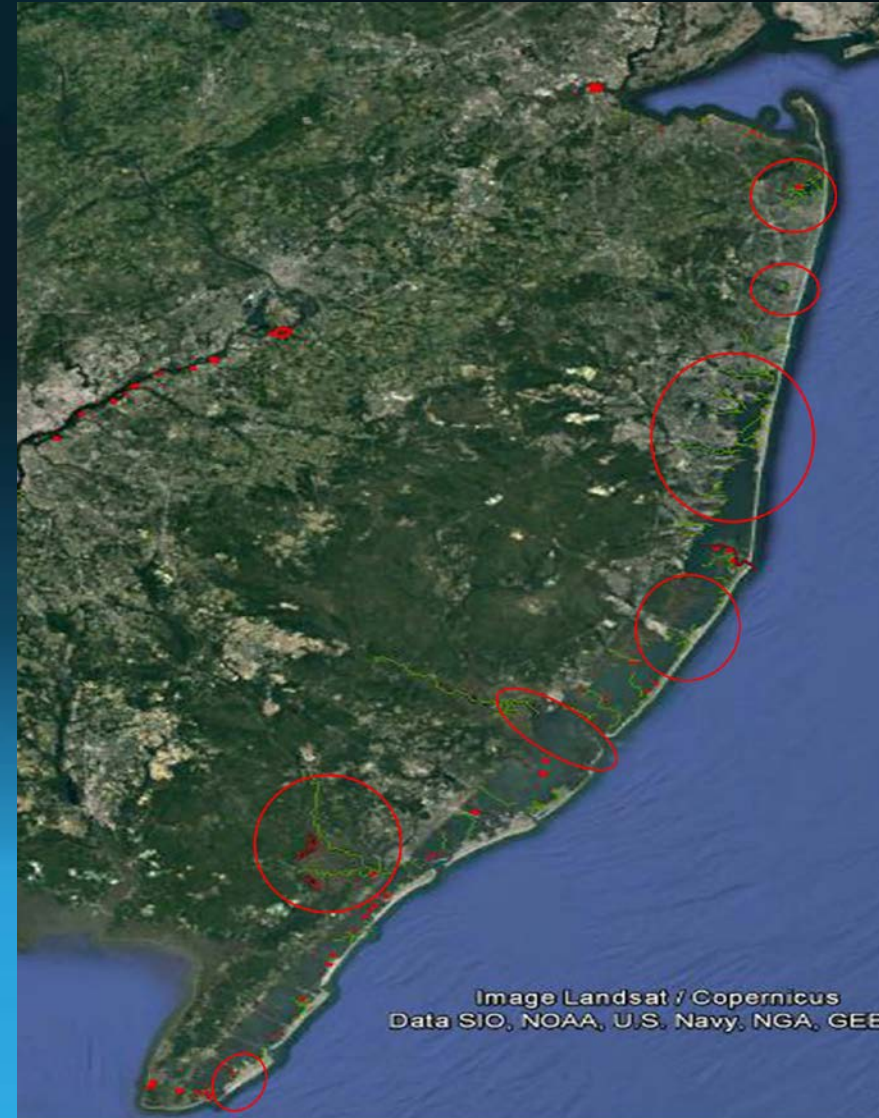 Image Landsat / Copernicus
Data SIO, NOAA, U.S. Navy, NGA, GEB